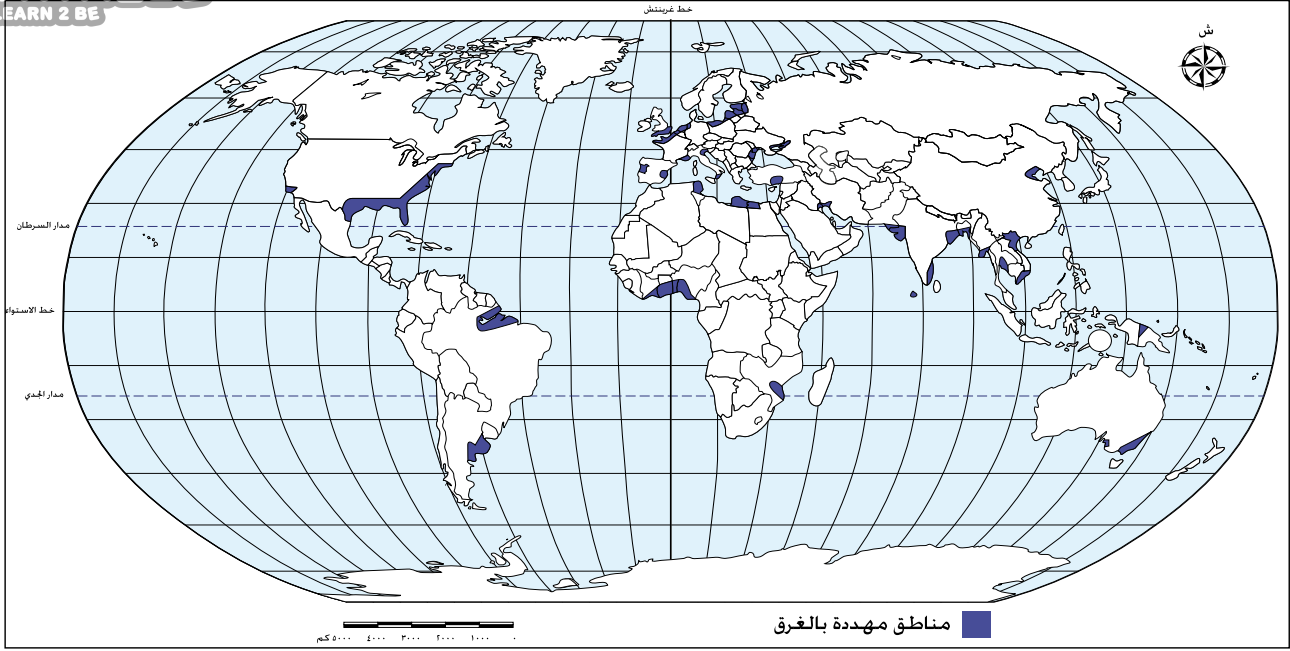 LEARN 2 BE
خط غرينتش
ش
مدار السرطان
خط الاستواء
مدار الجدي
مناطق مهددة بالغرق
٥٠٠٠ كم ٤٠٠٠ ٣٠٠٠ ٢٠٠٠ ١٠٠٠ ٠